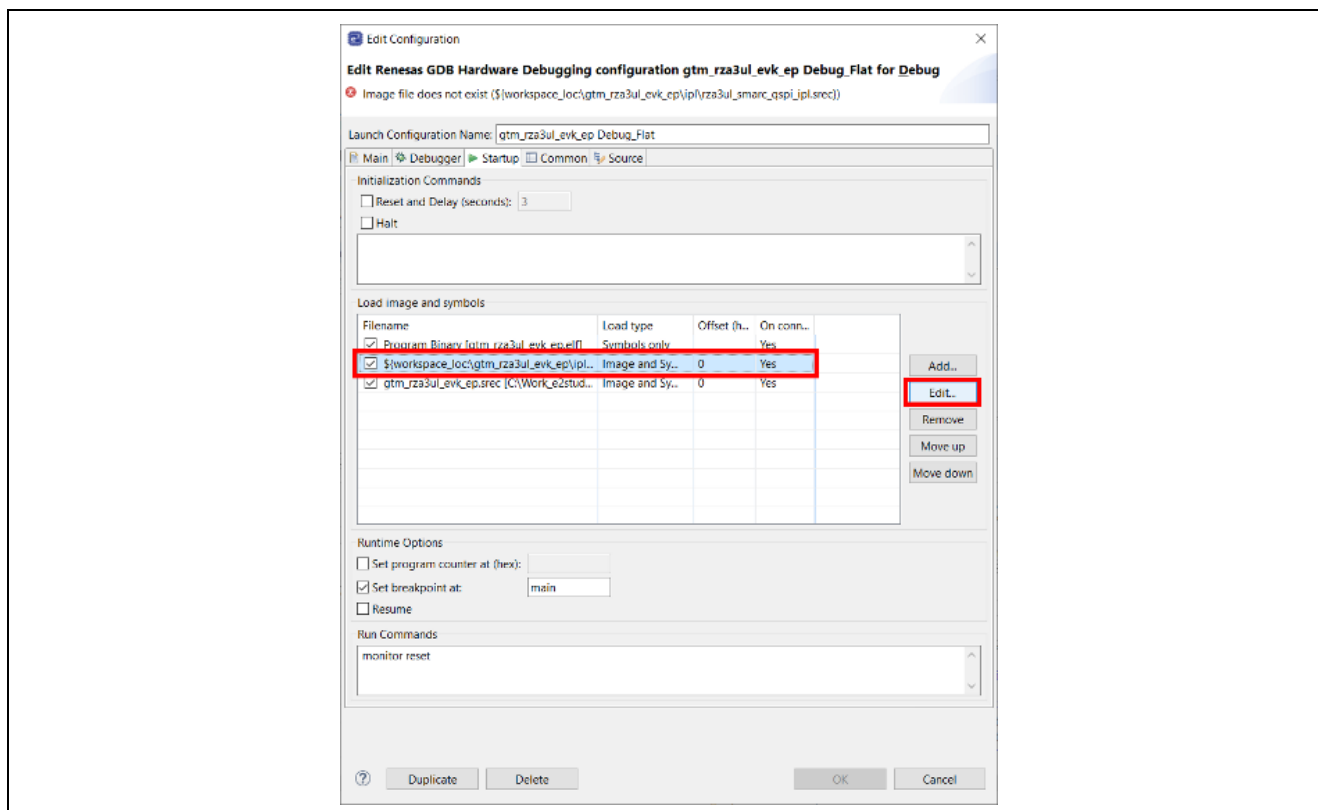 Edit Configuration
Edit Renesas GDB Hardware Debugging configuration gtm_rza3ul_evk_ep Debug_Flat for Debug
Image file does not exist (${workspace_loc:\gtm_rza3ul_evk_ep\ipl\rza3ul_smarc_qspi_ipl.srec})
Launch Configuration Name: gtm_rza3ul_evk_ep Debug_Flat
Main Debugger Startup Common Source
Initialization Commands
Reset and Delay (seconds): 3
Halt
Load image and symbols
Filename Load type Offset (h... On conn...
Program Binary [gtm_rza3ul_evk_ep.elf] Symbols only Yes
${workspace_loc:\gtm_rza3ul_evk_ep\ipl... Image and Sy... 0 Yes
gtm_rza3ul_evk_ep.srec [C:\Work_e2stud... Image and Sy... 0 Yes
Add...
Edit...
Remove
Move up
Move down
Runtime Options
Set program counter at (hex):
Set breakpoint at: main
Resume
Run Commands
monitor reset
? Duplicate Delete OK Cancel